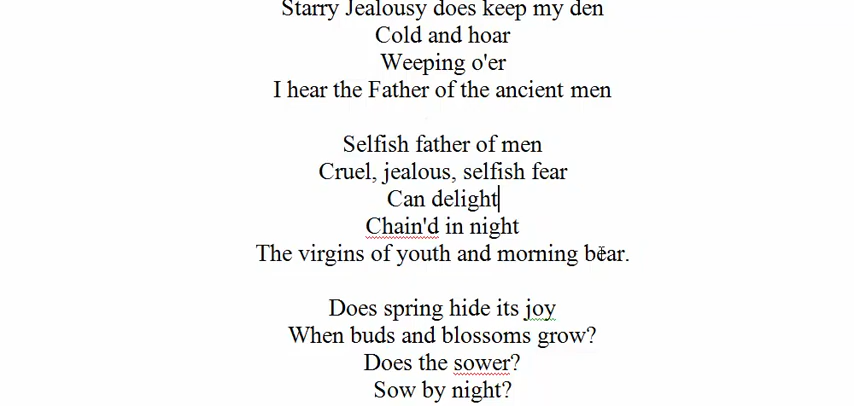 Starry Jealousy does keep my den
Cold and hoar
Weeping o'er
I hear the Father of the ancient men
Selfish father of men
Cruel, jealous, selfish fear
Can delight
Chain'd in night
The virgins of youth and morning bear.
Does spring hide its joy
When buds and blossoms grow?
Does the sower?
Sow by night?